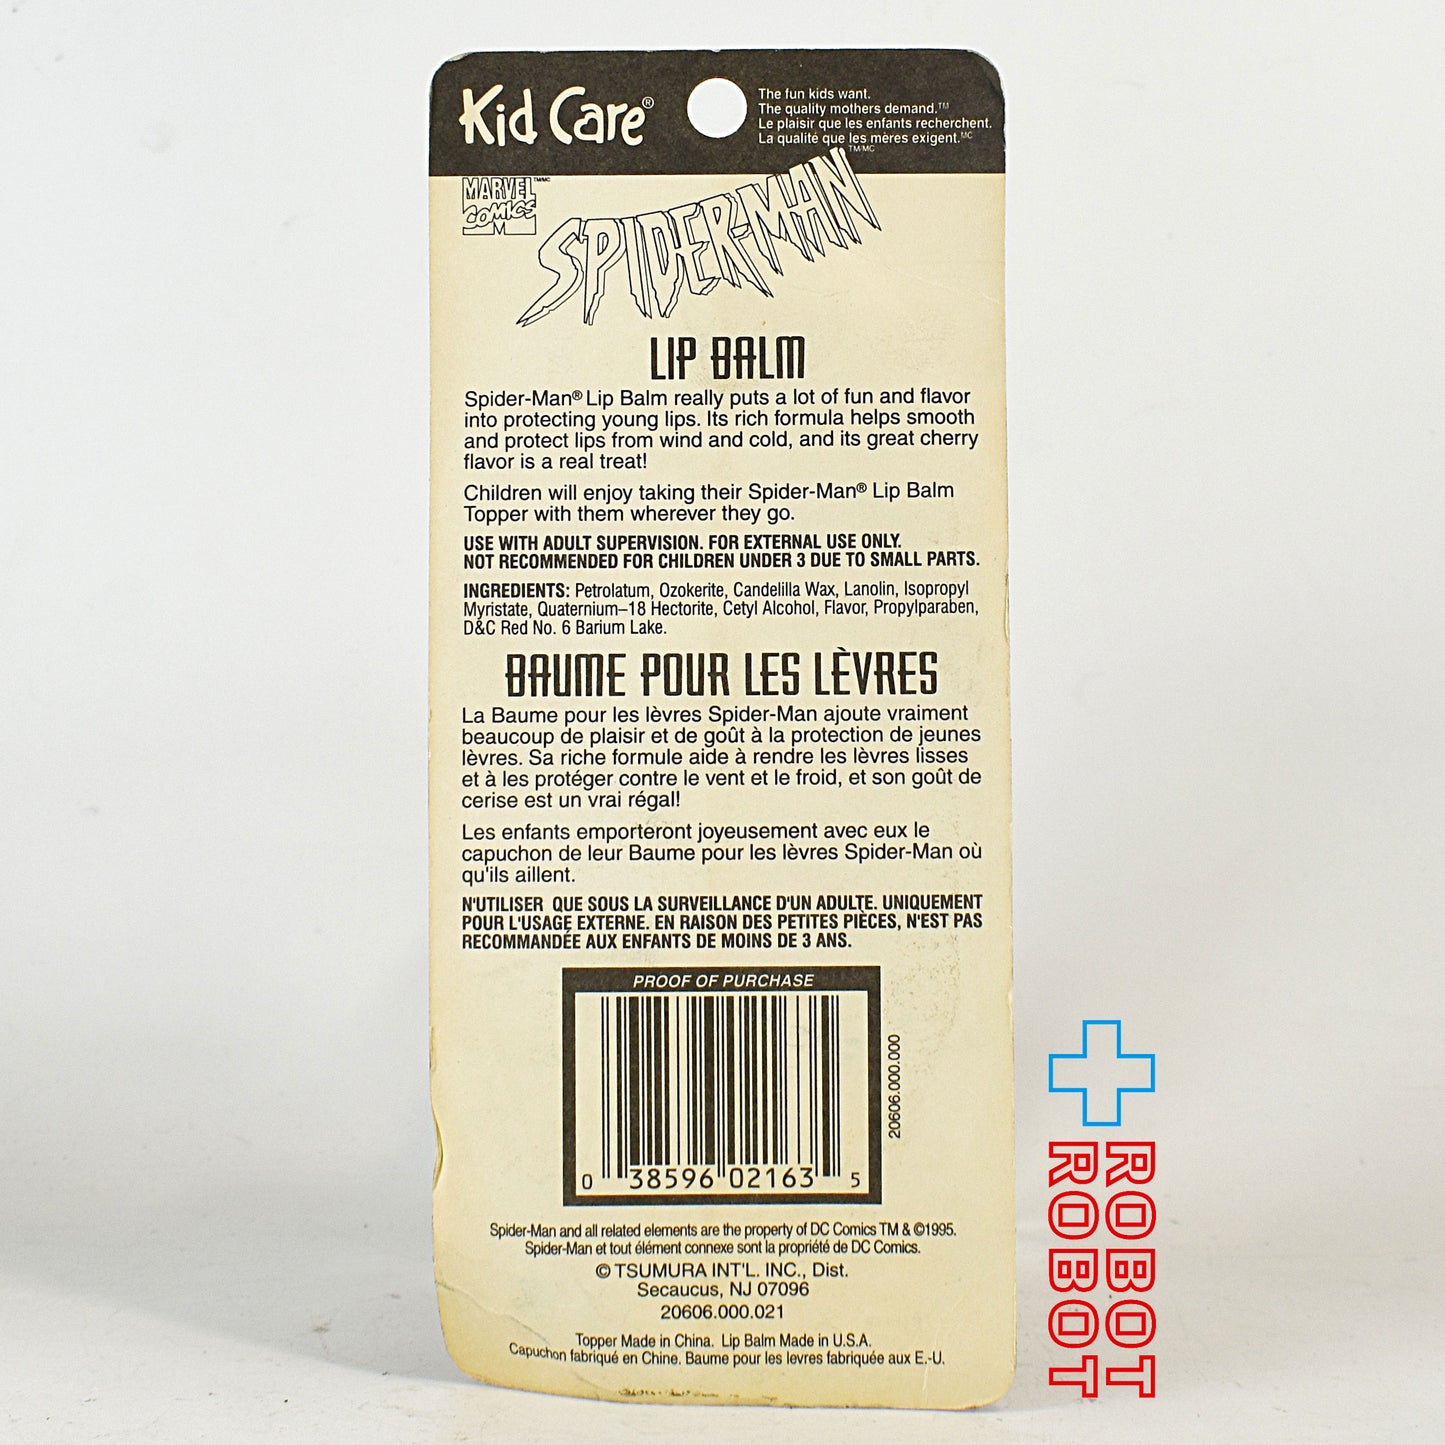 Kid Care®
The fun kids want.
The quality mothers demand.™
Le plaisir que les enfants recherchent.
La qualité que les mères exigent.MC
MARVEL TM/MC
COMICS
SPIDER-MAN TM/MC
LIP BALM
Spider-Man® Lip Balm really puts a lot of fun and flavor
into protecting young lips. Its rich formula helps smooth
and protect lips from wind and cold, and its great cherry
flavor is a real treat!
Children will enjoy taking their Spider-Man® Lip Balm
Topper with them wherever they go.
USE WITH ADULT SUPERVISION. FOR EXTERNAL USE ONLY.
NOT RECOMMENDED FOR CHILDREN UNDER 3 DUE TO SMALL PARTS.
INGREDIENTS: Petrolatum, Ozokerite, Candelilla Wax, Lanolin, Isopropyl
Myristate, Quaternium–18 Hectorite, Cetyl Alcohol, Flavor, Propylparaben,
D&C Red No. 6 Barium Lake.
BAUME POUR LES LÈVRES
La Baume pour les lèvres Spider-Man ajoute vraiment
beaucoup de plaisir et de goût à la protection de jeunes
lèvres. Sa riche formule aide à rendre les lèvres lisses
et à les protéger contre le vent et le froid, et son goût de
cerise est un vrai régal!
Les enfants emporteront joyeusement avec eux le
capuchon de leur Baume pour les lèvres Spider-Man où
qu'ils aillent.
N'UTILISER QUE SOUS LA SURVEILLANCE D'UN ADULTE. UNIQUEMENT
POUR L'USAGE EXTERNE. EN RAISON DES PETITES PIÈCES, N'EST PAS
RECOMMANDÉE AUX ENFANTS DE MOINS DE 3 ANS.
PROOF OF PURCHASE
0 38596 02163 5
20606.000.000
Spider-Man and all related elements are the property of DC Comics TM & ©1995.
Spider-Man et tout élément connexe sont la propriété de DC Comics.
© TSUMURA INT'L. INC., Dist.
Secaucus, NJ 07096
20606.000.021
Topper Made in China. Lip Balm Made in U.S.A.
Capuchon fabriqué en Chine. Baume pour les levres fabriquée aux E.-U.
ROBOT
ROBOT